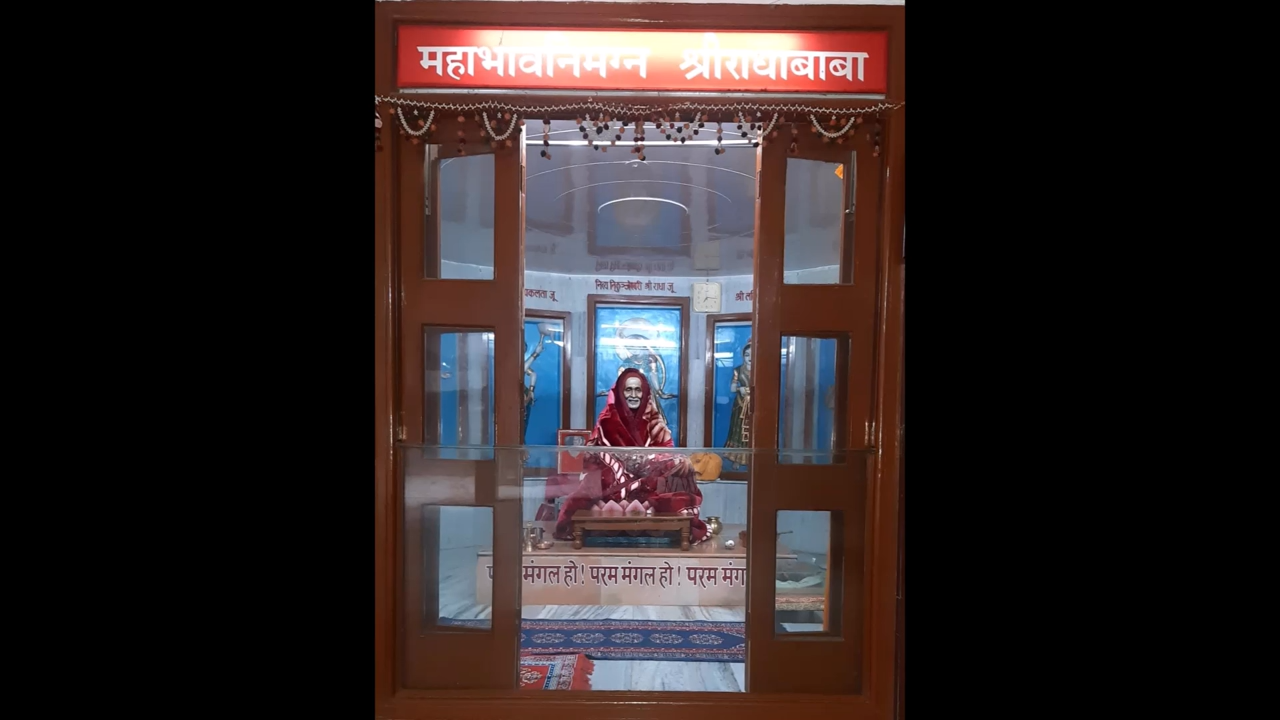 महाभावनिमग्न श्रीराधाबाबा
नित्य निकुञ्जेश्वरी श्री राधा जू
मंगल हो ! परम मंगल हो ! परम